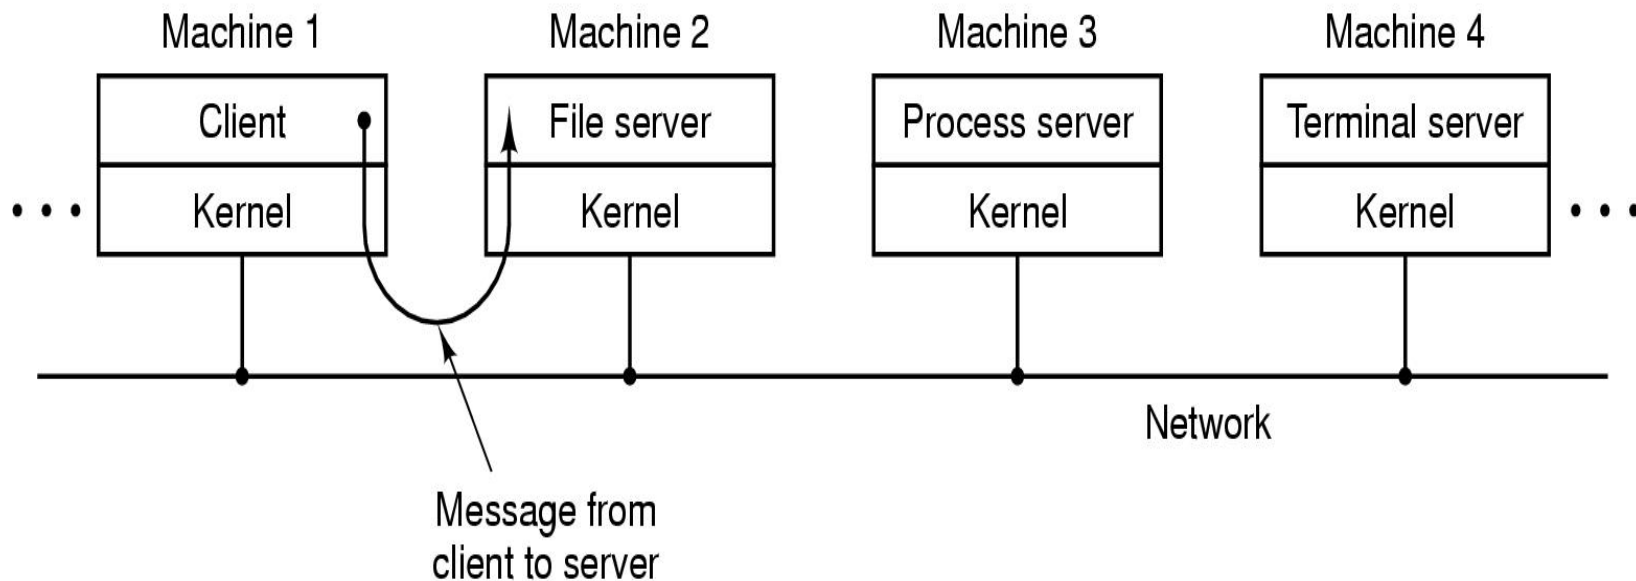 Machine 1
Machine 2
Machine 3
Machine 4
Client
File server
Process server
Terminal server
Kernel
Kernel
Kernel
Kernel
Network
Message from
client to server